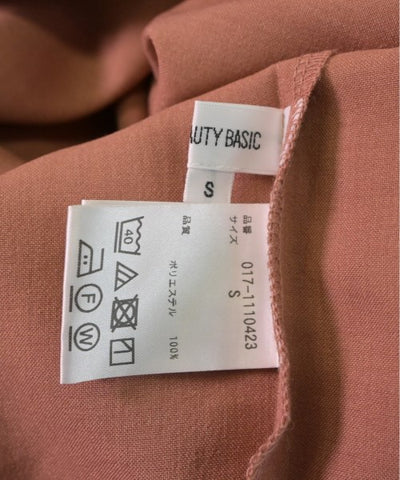 AUTY BASIC
S
品番 017-1110423
サイズ S
品質 ポリエステル 100%
40
F
W